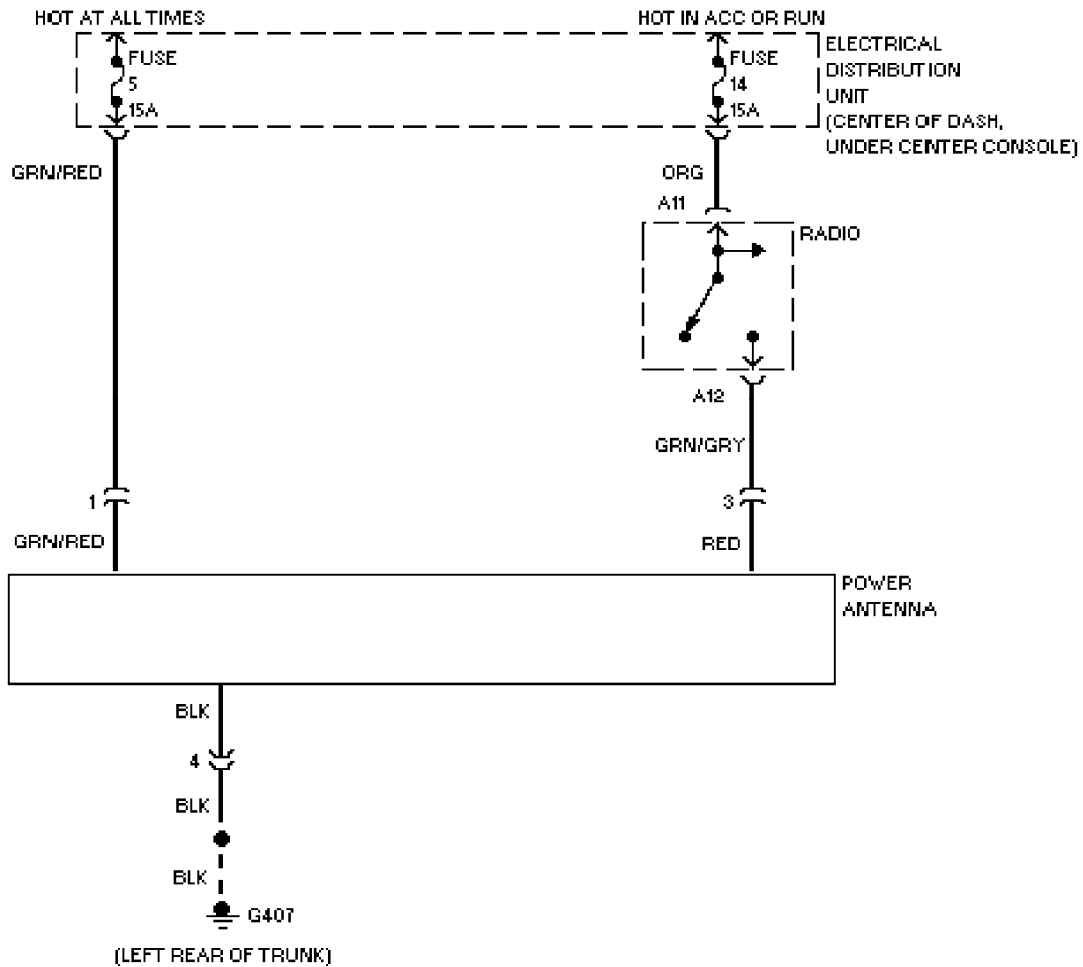 HOT AT ALL TIMES
HOT IN ACC OR RUN
FUSE
5
15A
FUSE
14
15A
ELECTRICAL
DISTRIBUTION
UNIT
(CENTER OF DASH,
UNDER CENTER CONSOLE)
GRN/RED
ORG
A11
RADIO
A12
GRN/GRY
1
3
GRN/RED
RED
POWER
ANTENNA
BLK
4
BLK
BLK
G407
(LEFT REAR OF TRUNK)